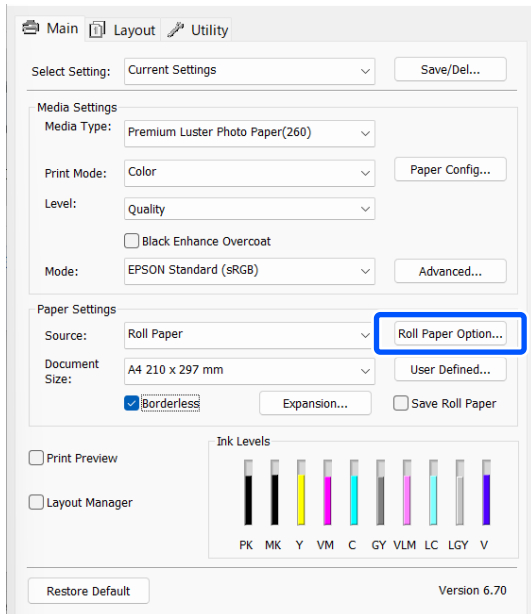 Main Layout Utility
Select Setting: Current Settings Save/Del...
Media Settings
Media Type: Premium Luster Photo Paper(260)
Print Mode: Color Paper Config...
Level: Quality
Black Enhance Overcoat
Mode: EPSON Standard (sRGB) Advanced...
Paper Settings
Source: Roll Paper Roll Paper Option...
Document
Size: A4 210 x 297 mm User Defined...
Borderless Expansion... Save Roll Paper
Print Preview
Layout Manager
Ink Levels
PK MK Y VM C GY VLM LC LGY V
Restore Default Version 6.70